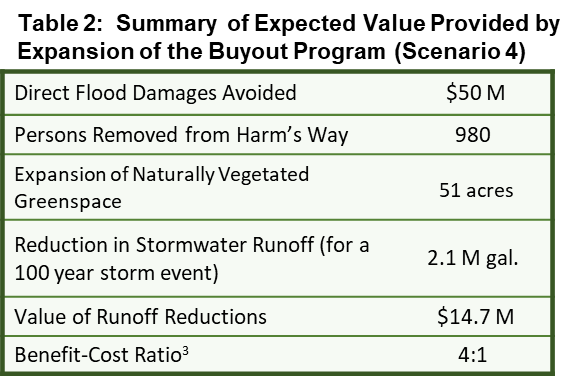 Table 2: Summary of Expected Value Provided by
Expansion of the Buyout Program (Scenario 4)
Direct Flood Damages Avoided $50 M
Persons Removed from Harm's Way 980
Expansion of Naturally Vegetated
Greenspace 51 acres
Reduction in Stormwater Runoff (for a
100 year storm event) 2.1 M gal.
Value of Runoff Reductions $14.7 M
Benefit-Cost Ratio³ 4:1